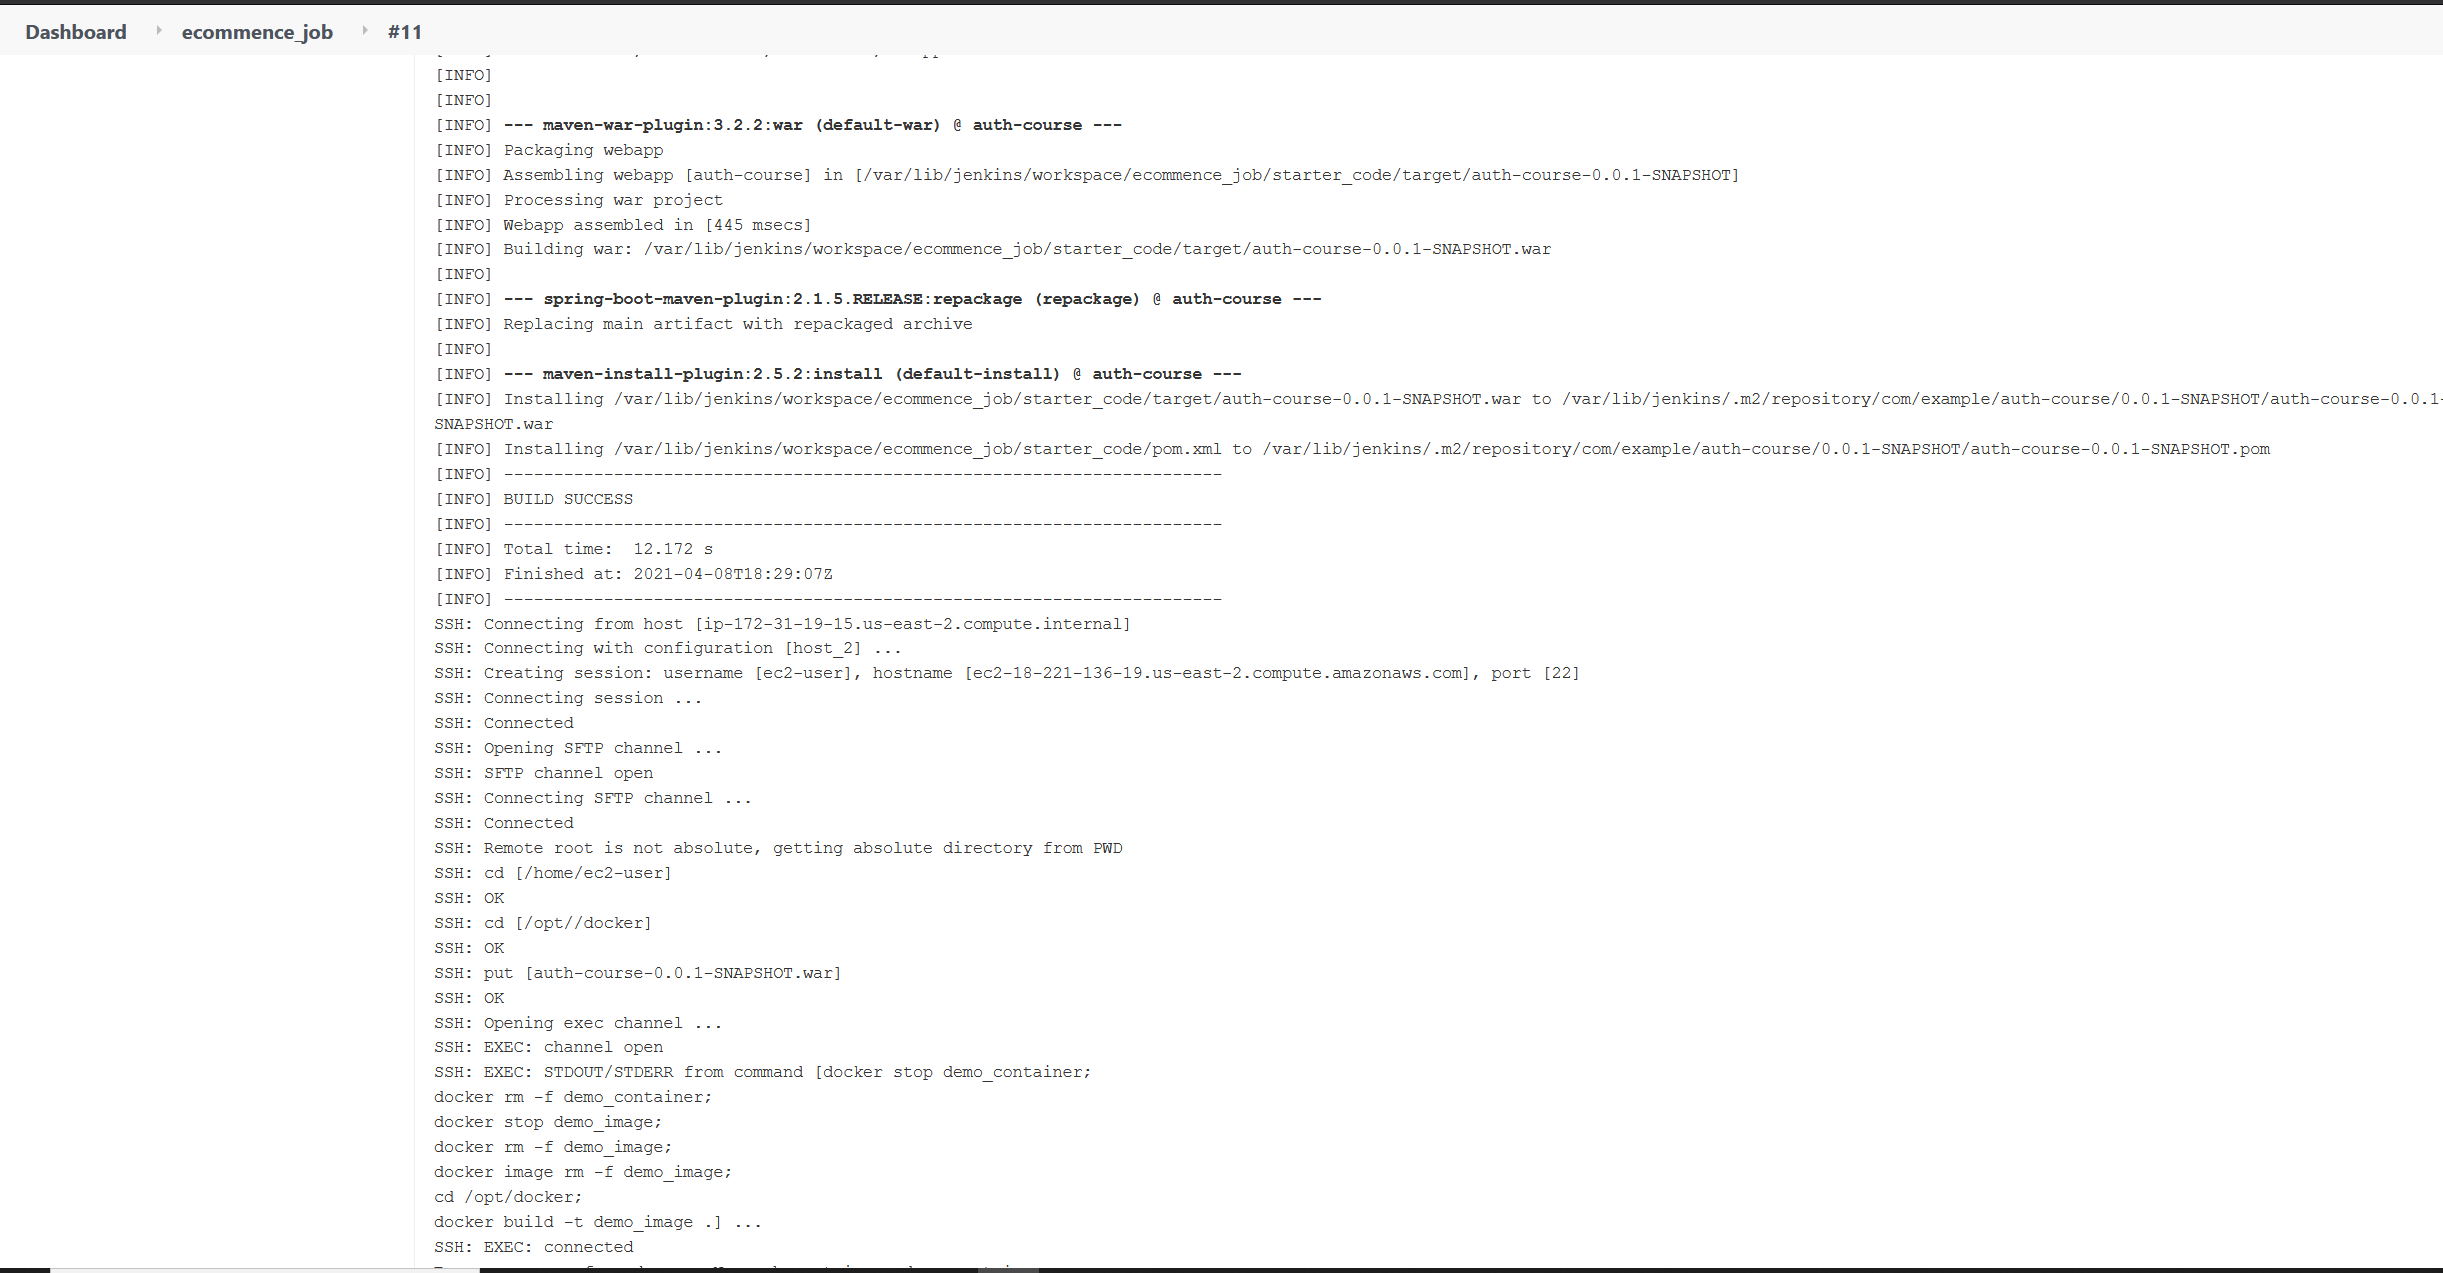 Dashboard ecommence_job #11
[INFO]
[INFO]
[INFO] --- maven-war-plugin:3.2.2:war (default-war) @ auth-course ---
[INFO] Packaging webapp
[INFO] Assembling webapp [auth-course] in [/var/lib/jenkins/workspace/ecommence_job/starter_code/target/auth-course-0.0.1-SNAPSHOT]
[INFO] Processing war project
[INFO] Webapp assembled in [445 msecs]
[INFO] Building war: /var/lib/jenkins/workspace/ecommence_job/starter_code/target/auth-course-0.0.1-SNAPSHOT.war
[INFO]
[INFO] --- spring-boot-maven-plugin:2.1.5.RELEASE:repackage (repackage) @ auth-course ---
[INFO] Replacing main artifact with repackaged archive
[INFO]
[INFO] --- maven-install-plugin:2.5.2:install (default-install) @ auth-course ---
[INFO] Installing /var/lib/jenkins/workspace/ecommence_job/starter_code/target/auth-course-0.0.1-SNAPSHOT.war to /var/lib/jenkins/.m2/repository/com/example/auth-course/0.0.1-SNAPSHOT/auth-course-0.0.1-
SNAPSHOT.war
[INFO] Installing /var/lib/jenkins/workspace/ecommence_job/starter_code/pom.xml to /var/lib/jenkins/.m2/repository/com/example/auth-course/0.0.1-SNAPSHOT/auth-course-0.0.1-SNAPSHOT.pom
[INFO] ------------------------------------------------------------------------
[INFO] BUILD SUCCESS
[INFO] ------------------------------------------------------------------------
[INFO] Total time:  12.172 s
[INFO] Finished at: 2021-04-08T18:29:07Z
[INFO] ------------------------------------------------------------------------
SSH: Connecting from host [ip-172-31-19-15.us-east-2.compute.internal]
SSH: Connecting with configuration [host_2] ...
SSH: Creating session: username [ec2-user], hostname [ec2-18-221-136-19.us-east-2.compute.amazonaws.com], port [22]
SSH: Connecting session ...
SSH: Connected
SSH: Opening SFTP channel ...
SSH: SFTP channel open
SSH: Connecting SFTP channel ...
SSH: Connected
SSH: Remote root is not absolute, getting absolute directory from PWD
SSH: cd [/home/ec2-user]
SSH: OK
SSH: cd [/opt//docker]
SSH: OK
SSH: put [auth-course-0.0.1-SNAPSHOT.war]
SSH: OK
SSH: Opening exec channel ...
SSH: EXEC: channel open
SSH: EXEC: STDOUT/STDERR from command [docker stop demo_container;
docker rm -f demo_container;
docker stop demo_image;
docker rm -f demo_image;
docker image rm -f demo_image;
cd /opt/docker;
docker build -t demo_image .] ...
SSH: EXEC: connected